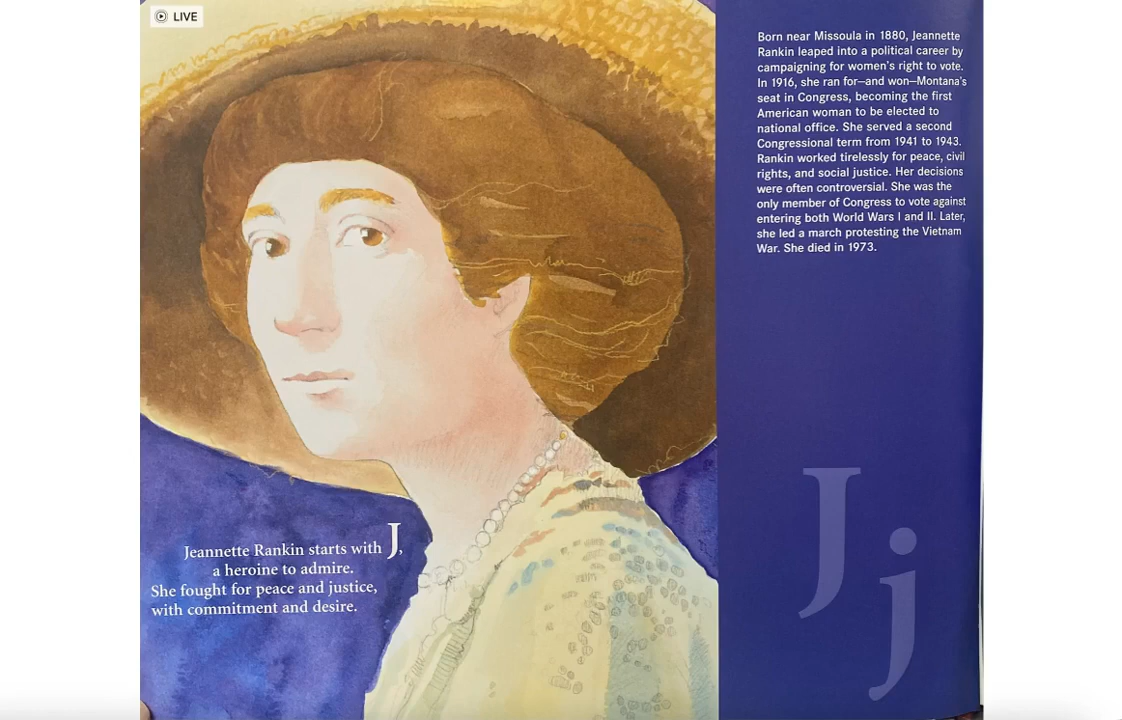 LIVE
Born near Missoula in 1880, Jeannette
Rankin leaped into a political career by
campaigning for women's right to vote.
In 1916, she ran for—and won—Montana's
seat in Congress, becoming the first
American woman to be elected to
national office. She served a second
Congressional term from 1941 to 1943.
Rankin worked tirelessly for peace, civil
rights, and social justice. Her decisions
were often controversial. She was the
only member of Congress to vote against
entering both World Wars I and II. Later,
she led a march protesting the Vietnam
War. She died in 1973.
Jeannette Rankin starts with J,
a heroine to admire.
She fought for peace and justice,
with commitment and desire.
J j